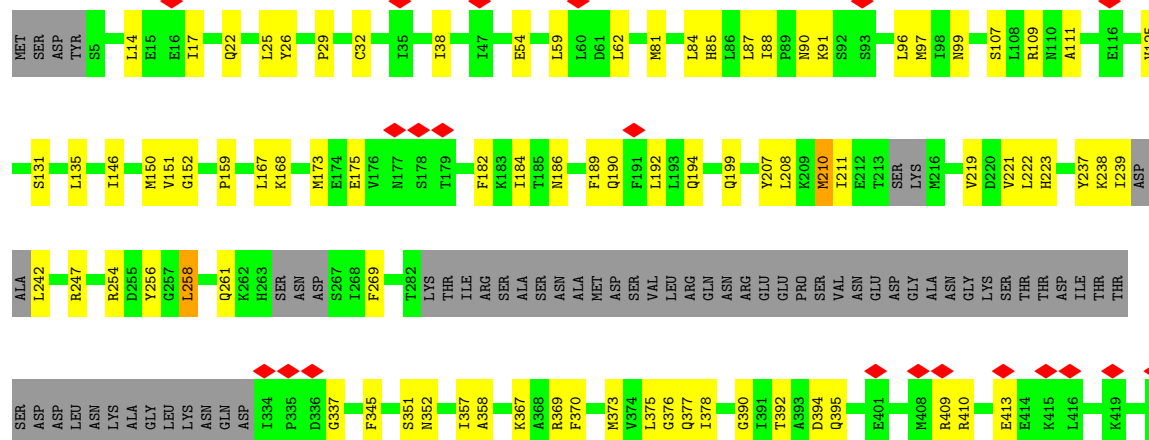 MET SER ASP TYR S5 L14 E15 E16 I17 Q22 L25 Y26 P29 C32 I35 I38 I47 E54 L59 L60 D61 L62 M81 L84 H85 L86 L87 I88 P89 N90 K91 S92 S93 L96 M97 I98 N99 S107 L108 R109 N110 A111 E116
S131 L135 I146 M150 V151 G152 P159 L167 K168 M173 E174 E175 V176 N177 S178 T179 F182 K183 I184 T185 N186 F189 Q190 F191 L192 L193 Q194 Q199 Y207 L208 K209 M210 I211 E212 T213 SER LYS M216 V219 D220 V221 L222 H223 Y237 K238 I239 ASP
ALA L242 R247 R254 D255 Y256 G257 L258 Q261 K262 H263 SER ASN ASP S267 I268 F269 T282 LYS THR ILE ARG SER ALA SER ASN ALA MET ASP SER VAL LEU ARG GLN ASN ARG GLU GLU PRO SER VAL ASN GLU ASP GLY ALA ASN GLY LYS SER THR THR ASP ILE THR THR
SER ASP ASP LEU ASN LYS ALA GLY LEU LYS ASN GLN ASP I334 P335 D336 G337 F345 S351 N352 I357 A358 K367 A368 R369 F370 M373 V374 L375 G376 Q377 I378 G390 I391 T392 A393 D394 Q395 E401 M408 R409 R410 E413 E414 K415 L416 K419